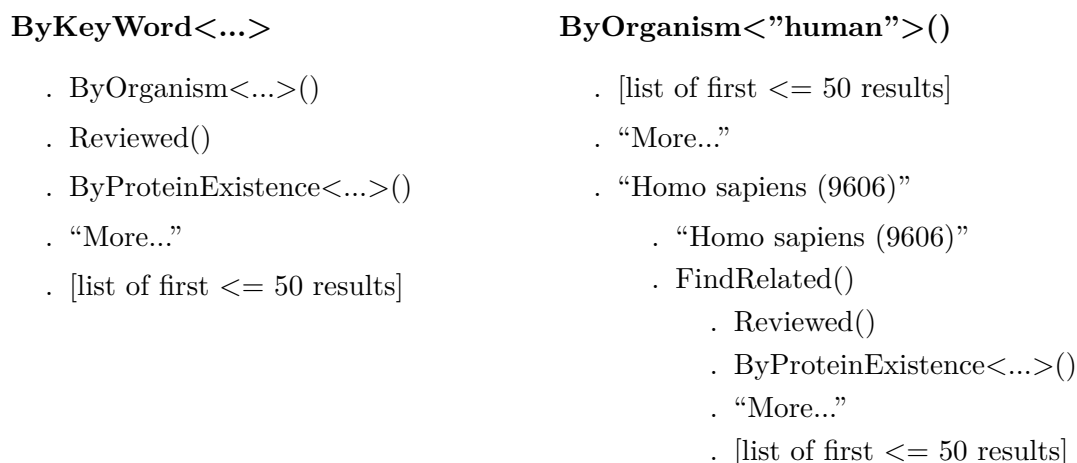 ByKeyWord<...>
. ByOrganism<...>()
. Reviewed()
. ByProteinExistence<...>()
. “More...”
. [list of first <= 50 results]
ByOrganism<”human”>()
. [list of first <= 50 results]
. “More...”
. “Homo sapiens (9606)”
. “Homo sapiens (9606)”
. FindRelated()
. Reviewed()
. ByProteinExistence<...>()
. “More...”
. [list of first <= 50 results]